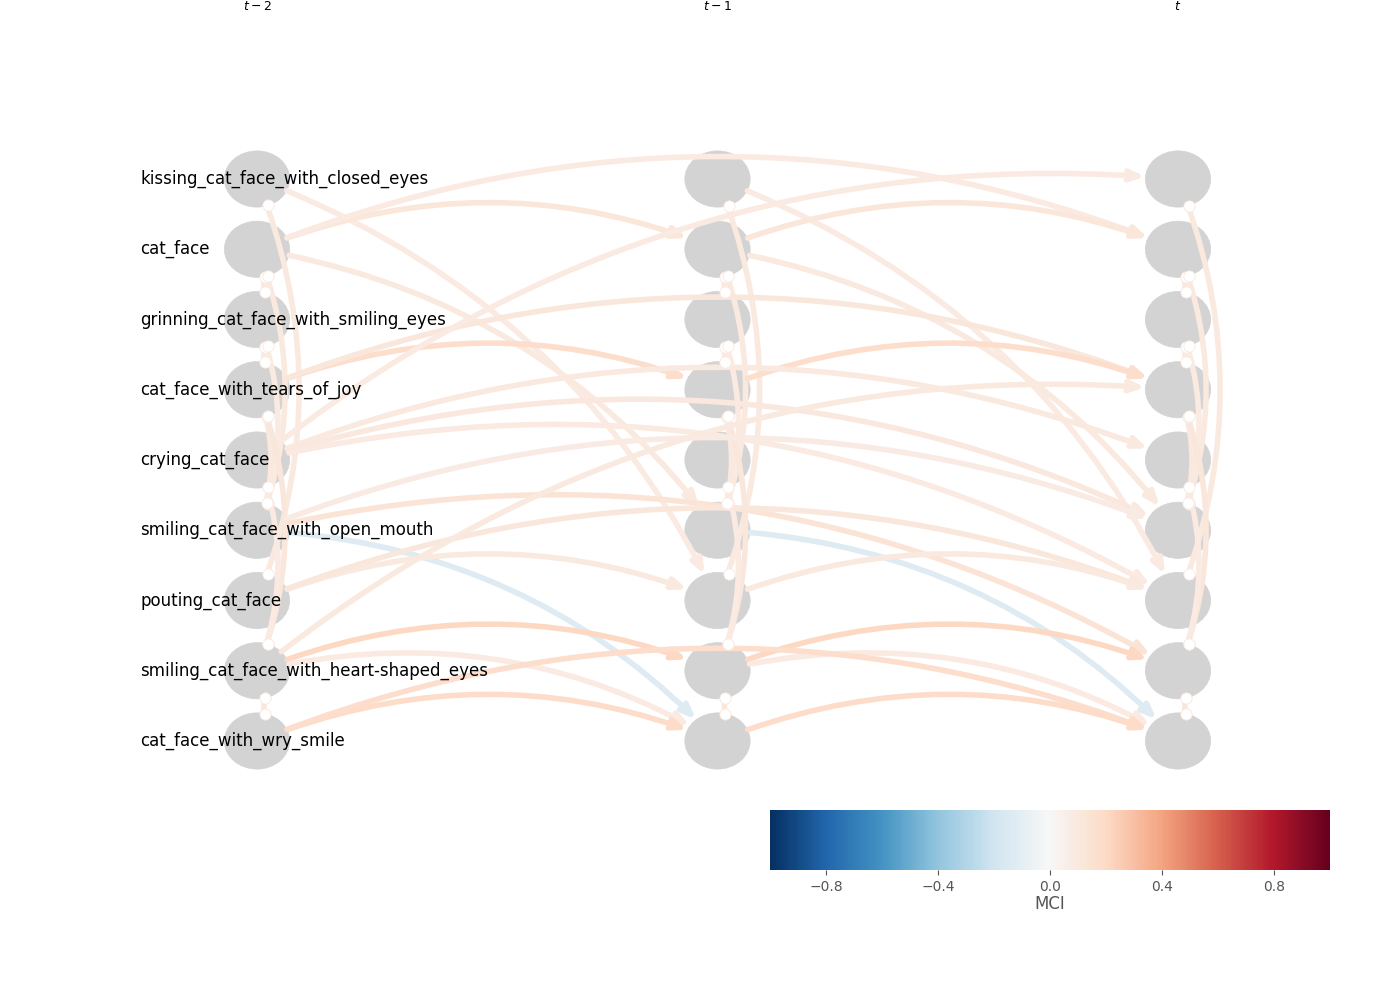 t − 2 t − 1 t
kissing_cat_face_with_closed_eyes
cat_face
grinning_cat_face_with_smiling_eyes
cat_face_with_tears_of_joy
crying_cat_face
smiling_cat_face_with_open_mouth
pouting_cat_face
smiling_cat_face_with_heart-shaped_eyes
cat_face_with_wry_smile
−0.8 −0.4 0.0 0.4 0.8
MCI